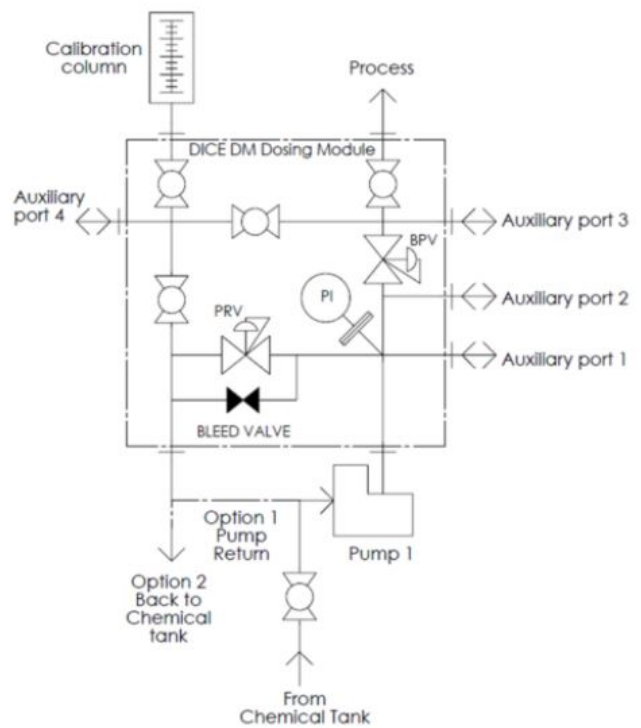 Calibration
column
Process
DICE DM Dosing Module
Auxiliary
port 4
Auxiliary port 3
BPV
PI
Auxiliary port 2
PRV
Auxiliary port 1
BLEED VALVE
Option 1
Pump
Return
Pump 1
Option 2
Back to
Chemical
tank
From
Chemical Tank